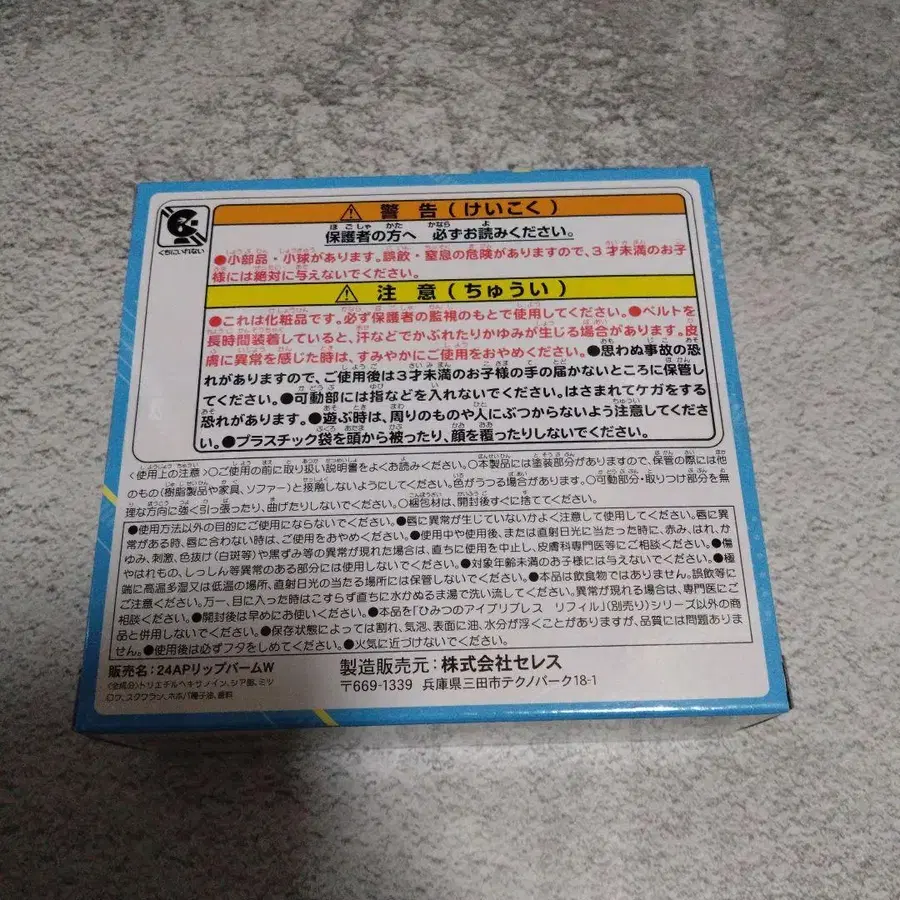 くちにいれない
警告(けいこく)
保護者の方へ 必ずお読みください。
●小部品・小球があります。誤飲・窒息の危険がありますので、3才未満のお子
様には絶対に与えないでください。
注意(ちゅうい)
●これは化粧品です。必ず保護者の監視のもとで使用してください。●ベルトを
長時間装着していると、汗などでかぶれたりかゆみが生じる場合があります。皮
膚に異常を感じた時は、すみやかにご使用をおやめください。●思わぬ事故の恐
れがありますので、ご使用後は3才未満のお子様の手の届かないところに保管し
てください。●可動部には指などを入れないでください。はさまれてケガをする
恐れがあります。●遊ぶ時は、周りのものや人にぶつからないよう注意してくださ
い。●プラスチック袋を頭から被ったり、顔を覆ったりしないでください。
〈使用上の注意〉○ご使用の前に取り扱い説明書をよくお読みください。○本製品には塗装部分がありますので、保管の際には他
のもの(樹脂製品や家具、ソファー)と接触しないようにしてください。色がうつる場合があります。○可動部分・取りつけ部分を無
理な方向に強く引っ張ったり、曲げたりしないでください。○梱包材は、開封後すぐに捨ててください。
●使用方法以外の目的にご使用にならないでください。●唇に異常が生じていないかよく注意して使用してください。唇に異
常がある時、唇に合わない時は、ご使用をおやめください。●使用中や使用後、または直射日光に当たった時に、赤み、はれ、か
ゆみ、刺激、色抜け(白斑等)や黒ずみ等の異常が現れた場合は、直ちに使用を中止し、皮膚科専門医等にご相談ください。●傷
やはれもの、しっしん等異常のある部分には使用しないでください。●対象年齢未満のお子様には与えないでください。●極
端に高温多湿又は低温の場所、直射日光の当たる場所には保管しないでください。●本品は飲食物ではありません。誤飲等に
ご注意ください。万一、目に入った時はこすらず直ちに水かぬるま湯で洗い流してください。異常が現れる場合は、専門医にご
相談ください。●開封後は早めにお使いください。●本品を「ひみつのアイプリブレス リフィル」(別売り)シリーズ以外の商
品と併用しないでください。●保存状態によっては割れ、気泡、表面に油、水分が浮くことがありますが、品質には問題ありま
せん。●使用後は必ずフタをしめてください。●火気に近づけないでください。
販売名:24APリップバームW
〈全成分〉トリエチルヘキサノイン、シア脂、ミツ
ロウ、スクワラン、ホホバ種子油、香料
製造販売元:株式会社セレス
〒669-1339 兵庫県三田市テクノパーク18-1